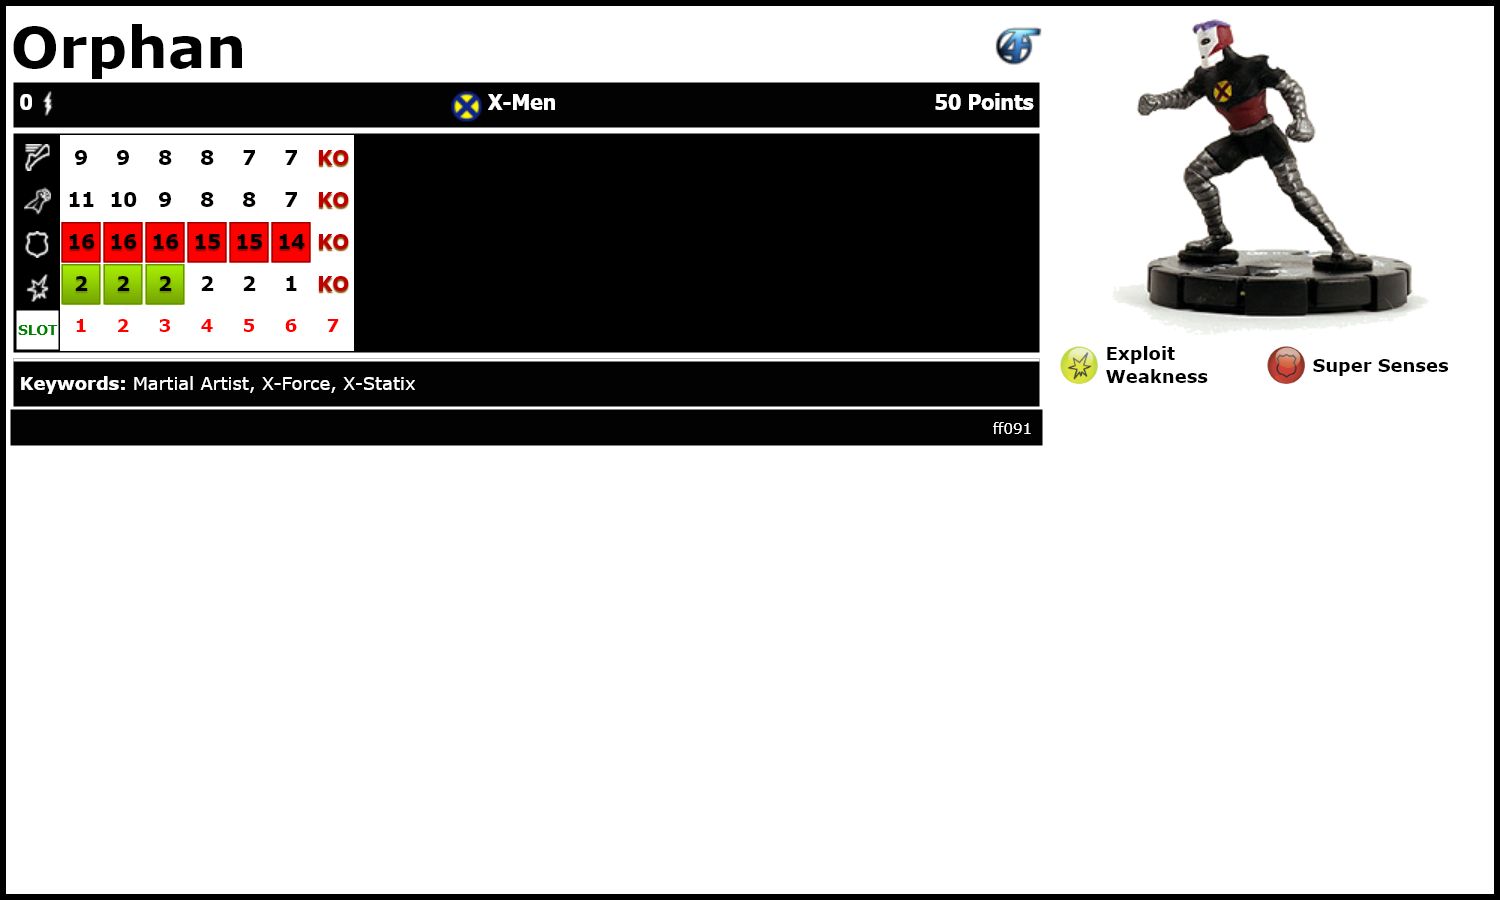 Orphan
0 X-Men 50 Points
9 9 8 8 7 7 KO
11 10 9 8 8 7 KO
16 16 16 15 15 14 KO
2 2 2 2 2 1 KO
SLOT 1 2 3 4 5 6 7
Keywords: Martial Artist, X-Force, X-Statix
ff091
Exploit
Weakness
Super Senses